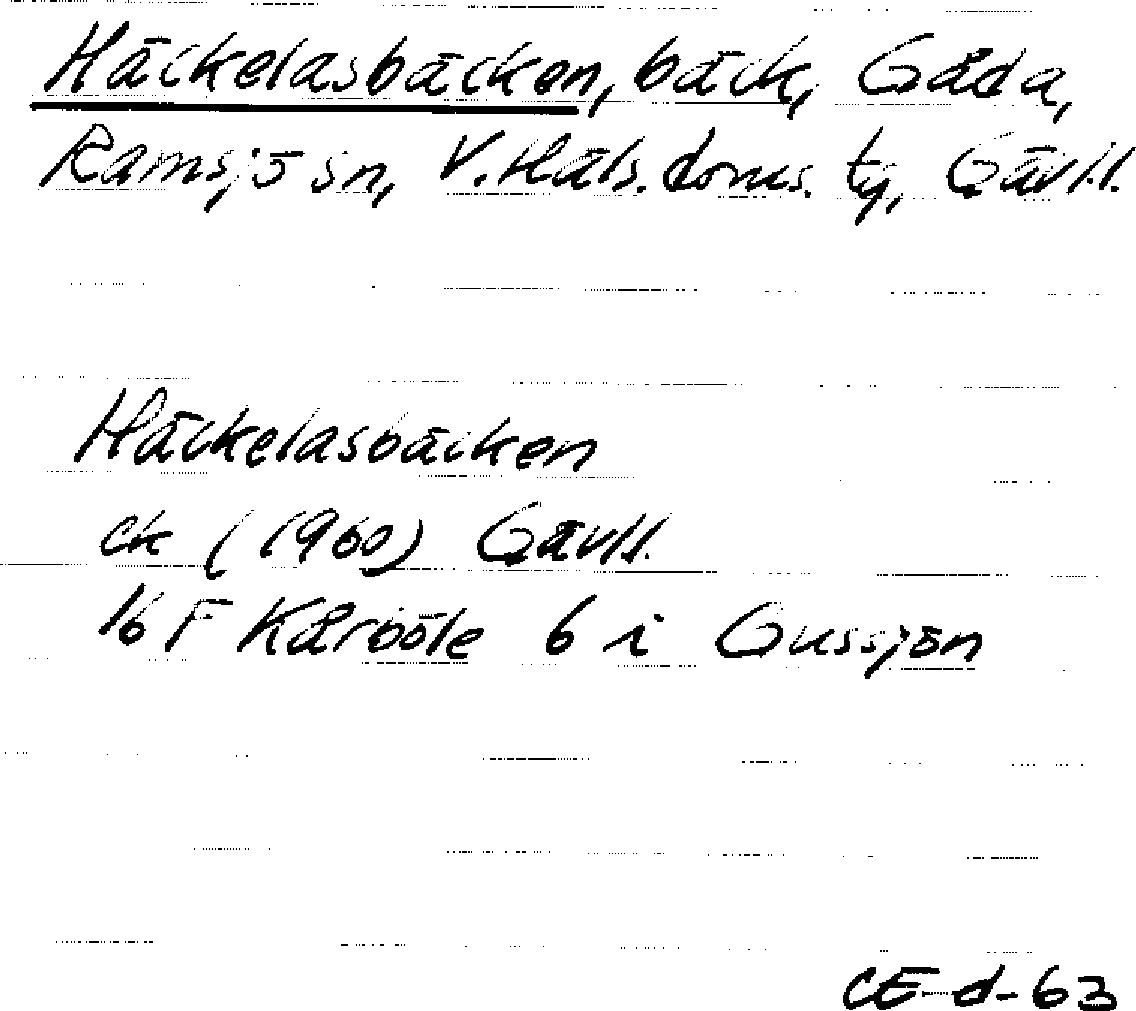 Häckelasbäcken, bäck, Gåda,
Ramsjö sn, V. Häls. doms. tg, Gävl.l.
Häckelasbäcken
ek (1960) Gävl.l.
16 F Kårböle 6 i Gussjön
CE-d-63